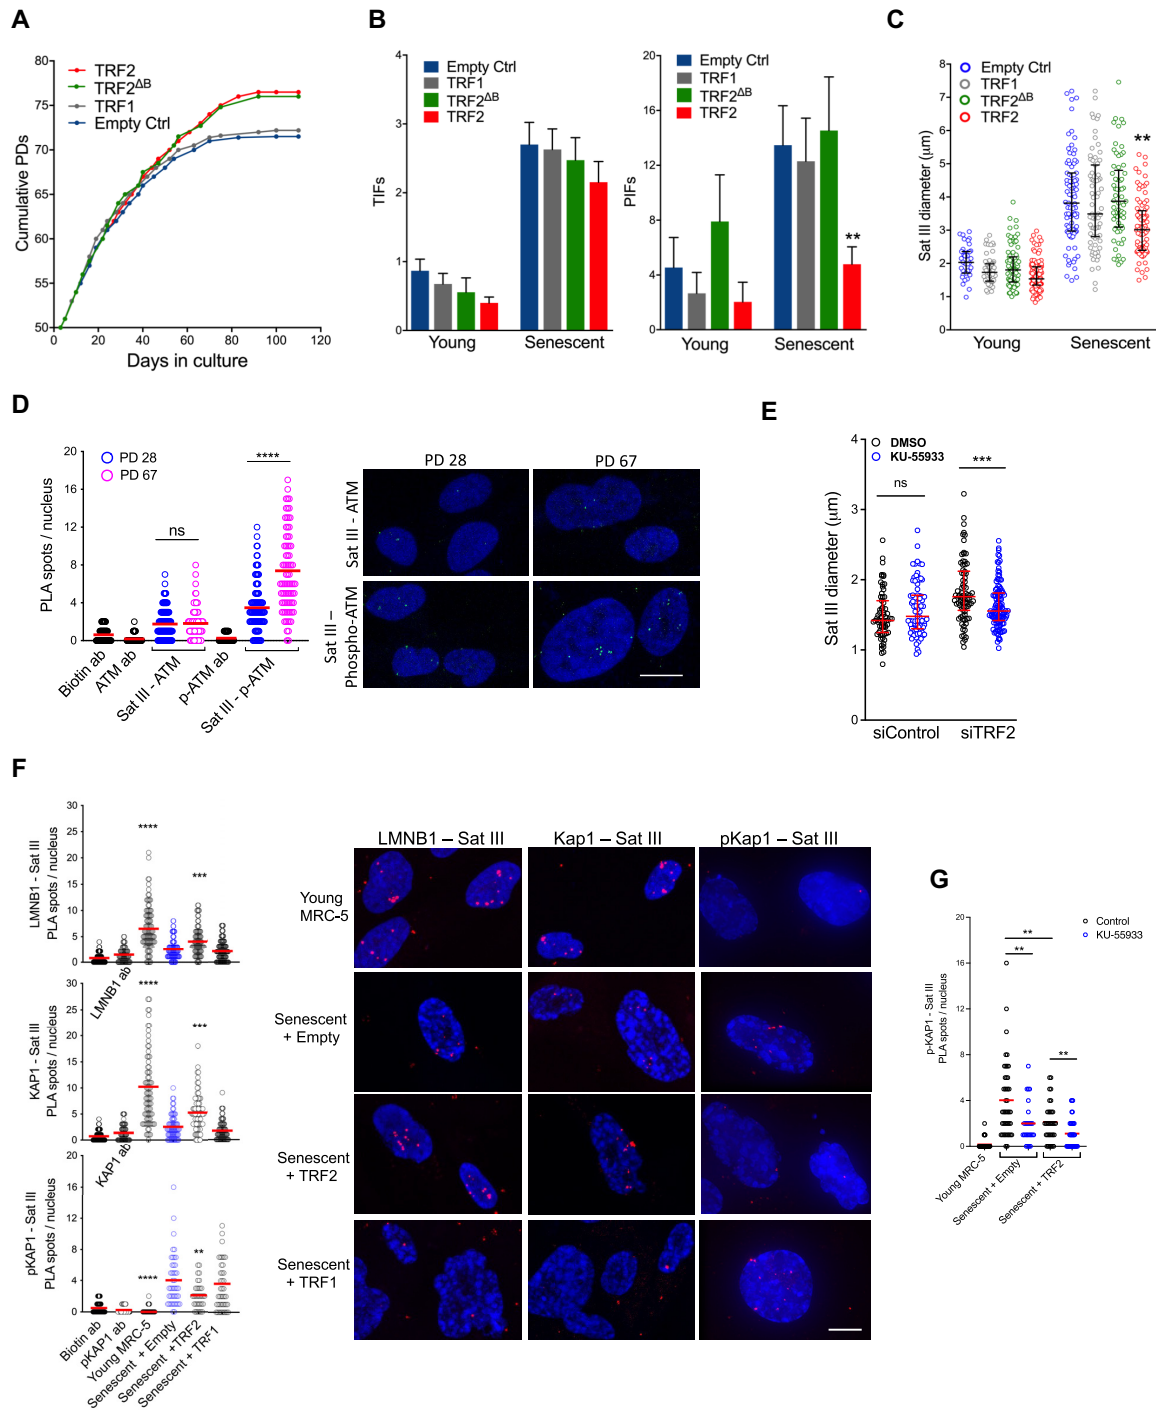 A
80
75
70
65
60
55
50
0
20
40
60
80
100
120
Cumulative PDs
Days in culture
TRF2
TRF2ΔB
TRF1
Empty Ctrl
B
4
3
2
1
0
TIFs
Empty Ctrl
TRF1
TRF2ΔB
TRF2
Young
Senescent
20
16
12
8
4
0
PIFs
Empty Ctrl
TRF1
TRF2ΔB
TRF2
**
Young
Senescent
C
8
7
6
5
4
3
2
1
0
Sat III diameter (μm)
Empty Ctrl
TRF1
TRF2ΔB
TRF2
**
Young
Senescent
D
20
16
12
8
4
0
PLA spots / nucleus
PD 28
PD 67
ns
****
Biotin ab
ATM ab
Sat III - ATM
p-ATM ab
Sat III - p-ATM
PD 28
PD 67
Sat III - ATM
Sat III –
Phospho-ATM
E
4
3
2
1
0
Sat III diameter (μm)
DMSO
KU-55933
ns
***
siControl
siTRF2
F
30
25
20
15
10
5
0
LMNB1 - Sat III
PLA spots / nucleus
****
***
LMNB1 ab
30
25
20
15
10
5
0
KAP1 - Sat III
PLA spots / nucleus
****
***
KAP1 ab
20
16
12
8
4
0
pKAP1 - Sat III
PLA spots / nucleus
****
**
Biotin ab
pKAP1 ab
Young MRC-5
Senescent + Empty
Senescent +TRF2
Senescent + TRF1
LMNB1 – Sat III
Kap1 – Sat III
pKap1 – Sat III
Young
MRC-5
Senescent
+ Empty
Senescent
+ TRF2
Senescent
+ TRF1
G
20
16
12
8
4
0
p-KAP1 - Sat III
PLA spots / nucleus
Control
KU-55933
**
**
**
Young MRC-5
Senescent + Empty
Senescent + TRF2